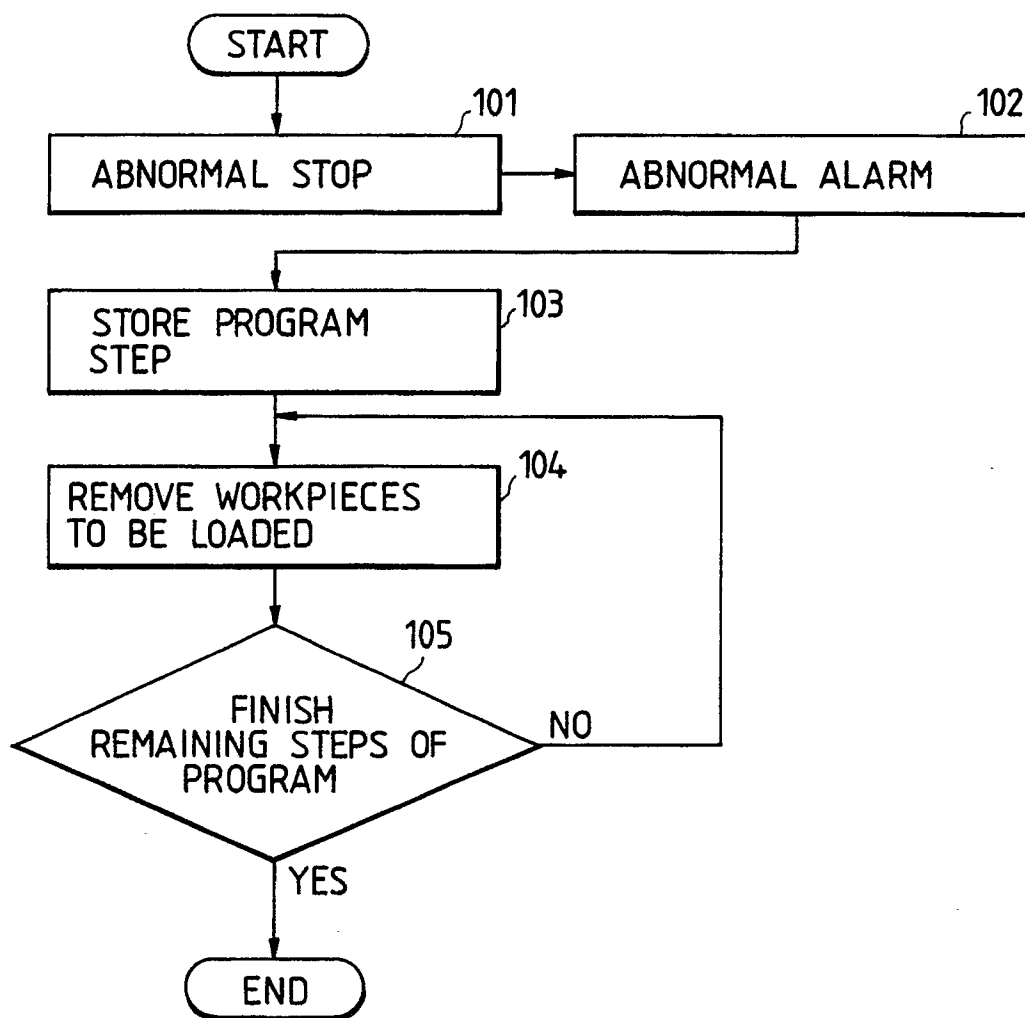 START
101
ABNORMAL STOP
102
ABNORMAL ALARM
103
STORE PROGRAM
STEP
104
REMOVE WORKPIECES
TO BE LOADED
105
FINISH
REMAINING STEPS OF
PROGRAM
NO
YES
END